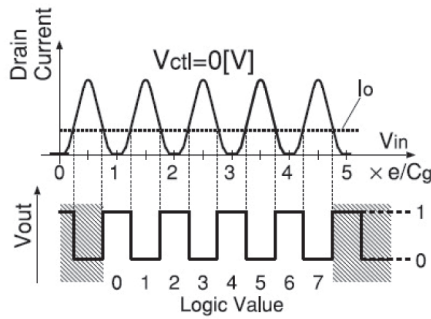 Drain
Current
Vctl=0[V]
Io
Vin
0 1 2 3 4 5 × e/Cg
Vout
1
0
0 1 2 3 4 5 6 7
Logic Value